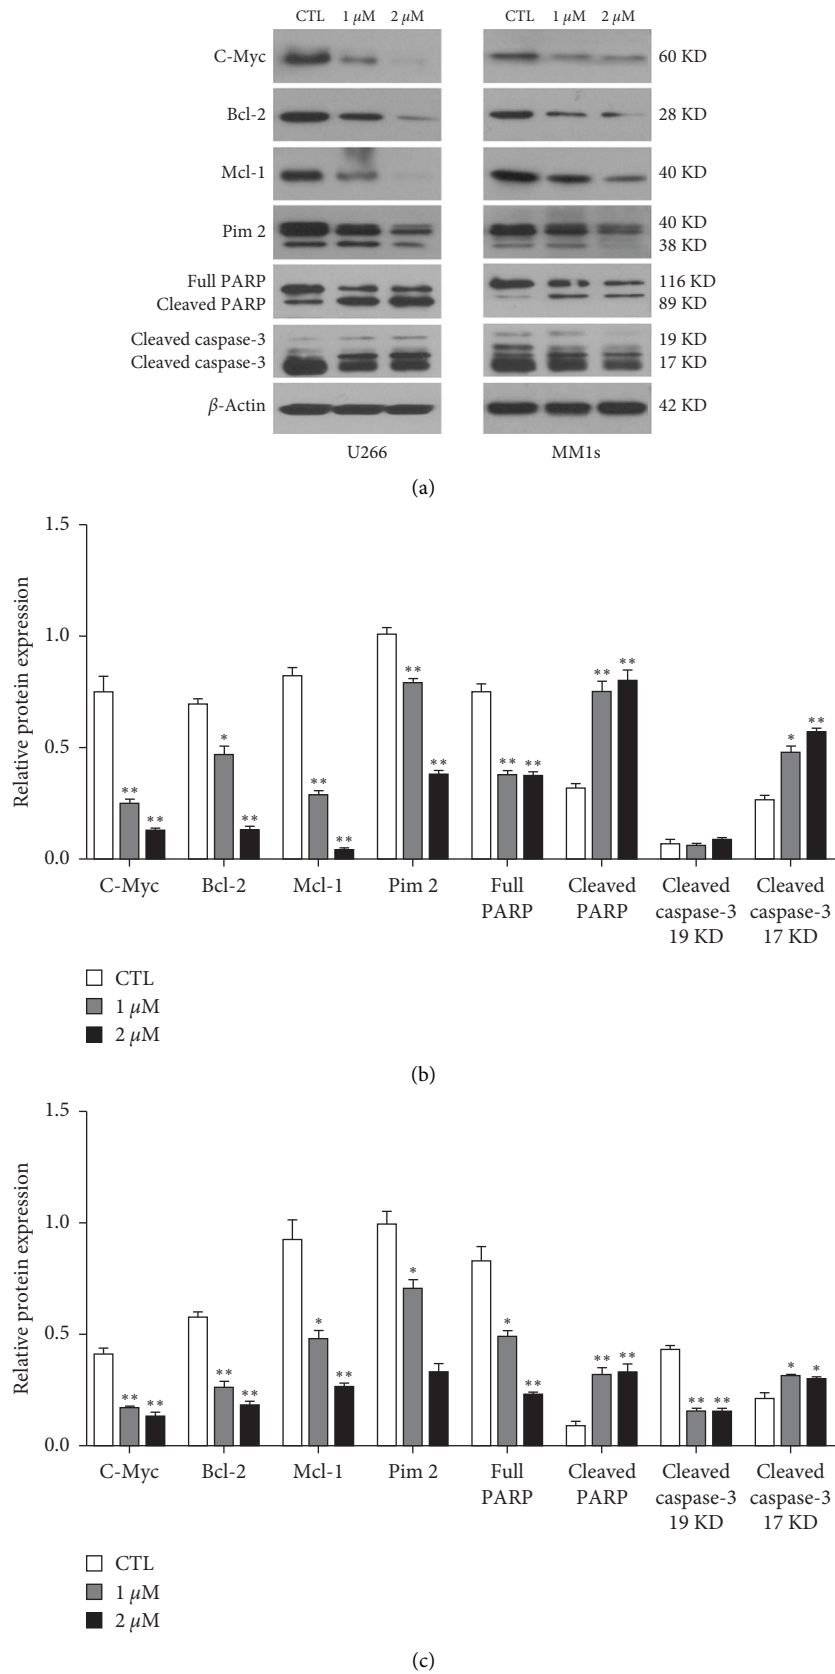 CTL 1 μM 2 μM CTL 1 μM 2 μM
C-Myc 60 KD
Bcl-2 28 KD
Mcl-1 40 KD
Pim 2 40 KD
38 KD
Full PARP 116 KD
Cleaved PARP 89 KD
Cleaved caspase-3 19 KD
Cleaved caspase-3 17 KD
β-Actin 42 KD
U266 MM1s
(a)
1.5
1.0
0.5
0.0
Relative protein expression
** ** * ** ** ** ** ** ** ** ** ** * **
C-Myc Bcl-2 Mcl-1 Pim 2 Full Cleaved Cleaved Cleaved
PARP PARP caspase-3 caspase-3
19 KD 17 KD
CTL
1 μM
2 μM
(b)
1.5
1.0
0.5
0.0
Relative protein expression
** ** ** ** * ** * * ** ** ** ** ** * *
C-Myc Bcl-2 Mcl-1 Pim 2 Full Cleaved Cleaved Cleaved
PARP PARP caspase-3 caspase-3
19 KD 17 KD
CTL
1 μM
2 μM
(c)